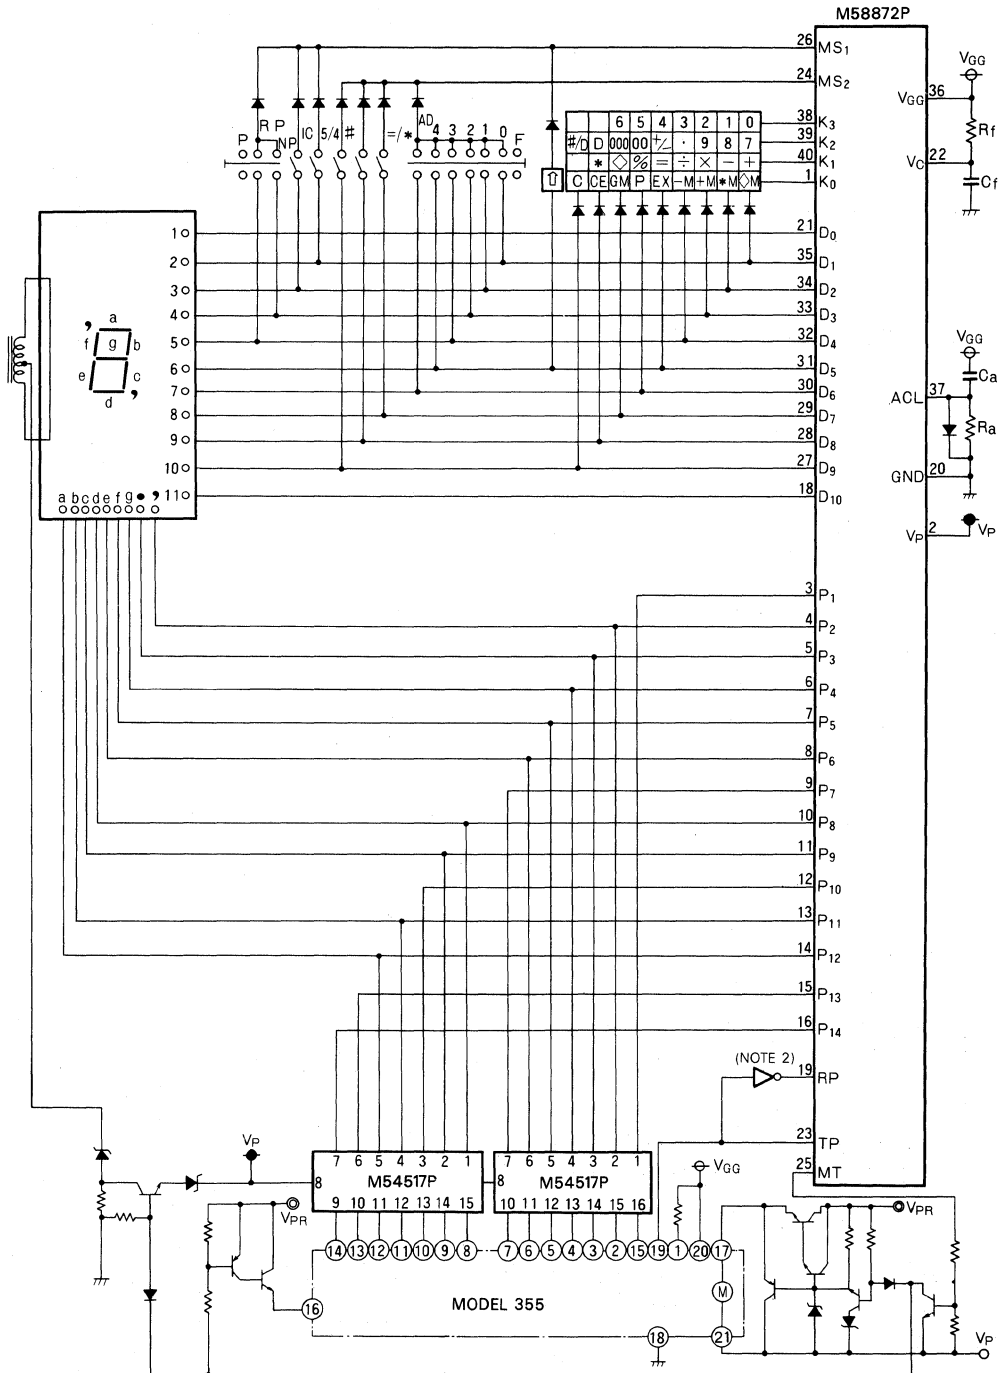 M58872P
26 MS1
24 MS2
VGG
VGG 36
Rf
VC 22
Cf
38 K3
39 K2
40 K1
1 K0
P R P NP IC 5/4 # =/* AD 4 3 2 1 0 F
⇧
6 5 4 3 2 1 0
#/D D 000 00 +/− · 9 8 7
* ◇ % = ÷ × − +
C CE GM P EX −M +M *M ◇M
1 21 D0
2 35 D1
3 34 D2
4 33 D3
5 32 D4
6 31 D5
7 30 D6
8 29 D7
9 28 D8
10 27 D9
11 18 D10
, a
f g b
e c
d ,
a b c d e f g ● ,
VGG
Ca
ACL 37
Ra
GND 20
VP 2
VP
3 P1
4 P2
5 P3
6 P4
7 P5
8 P6
9 P7
10 P8
11 P9
12 P10
13 P11
14 P12
15 P13
16 P14
(NOTE 2)
19 RP
23 TP
25 MT
VP
VGG
7 6 5 4 3 2 1
8 M54517P
9 10 11 12 13 14 15
7 6 5 4 3 2 1
8 M54517P
10 11 12 13 14 15 16
VPR
VPR
14 13 12 11 10 9 8 7 6 5 4 3 2 15 19 1 20 17
M
MODEL 355
16
18
21
VP